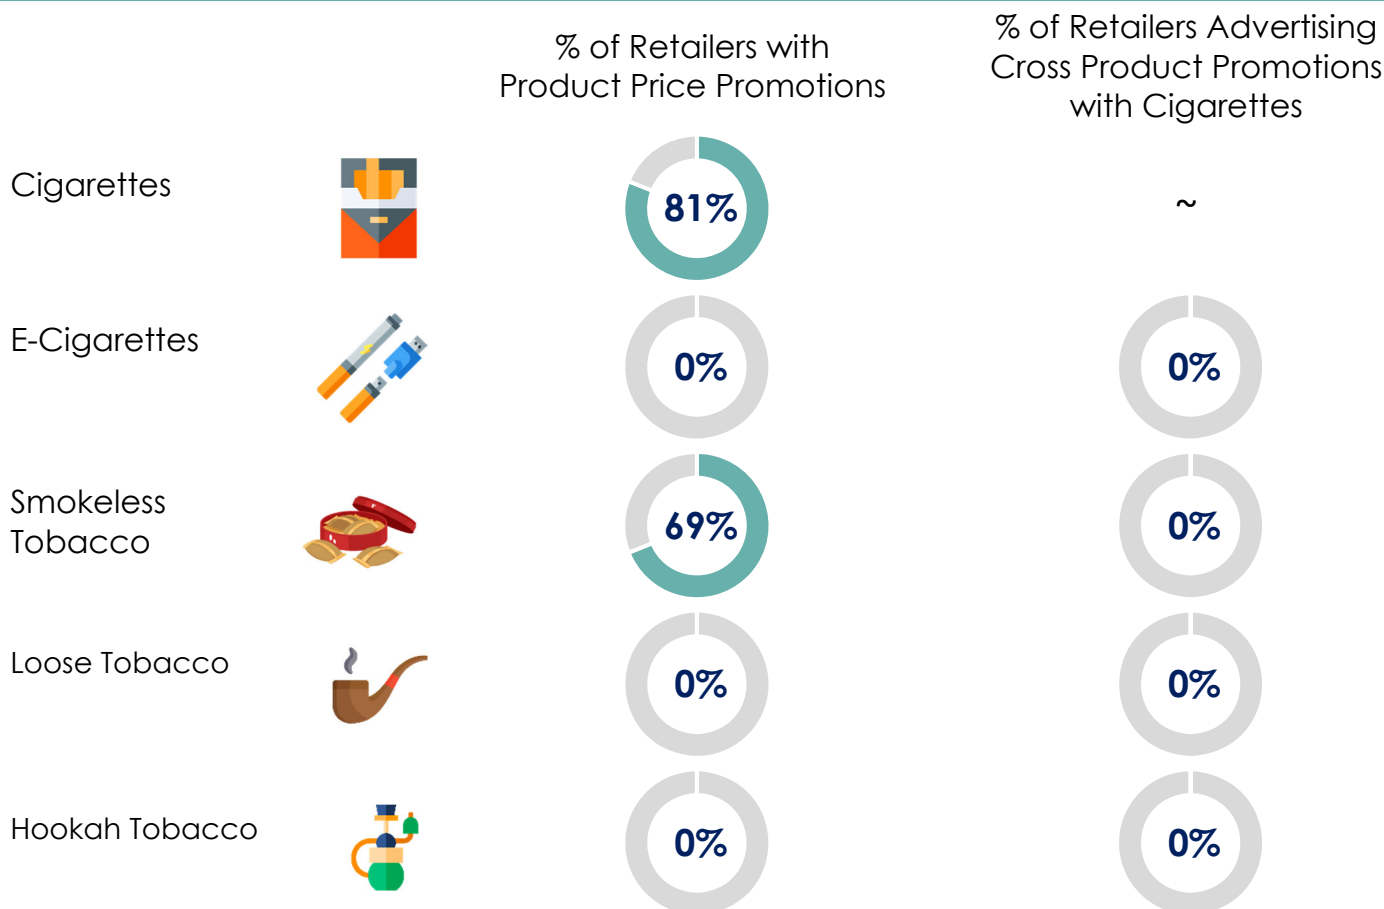 % of Retailers with
Product Price Promotions
% of Retailers Advertising
Cross Product Promotions
with Cigarettes
Cigarettes
81%
~
E-Cigarettes
0%
0%
Smokeless
Tobacco
69%
0%
Loose Tobacco
0%
0%
Hookah Tobacco
0%
0%